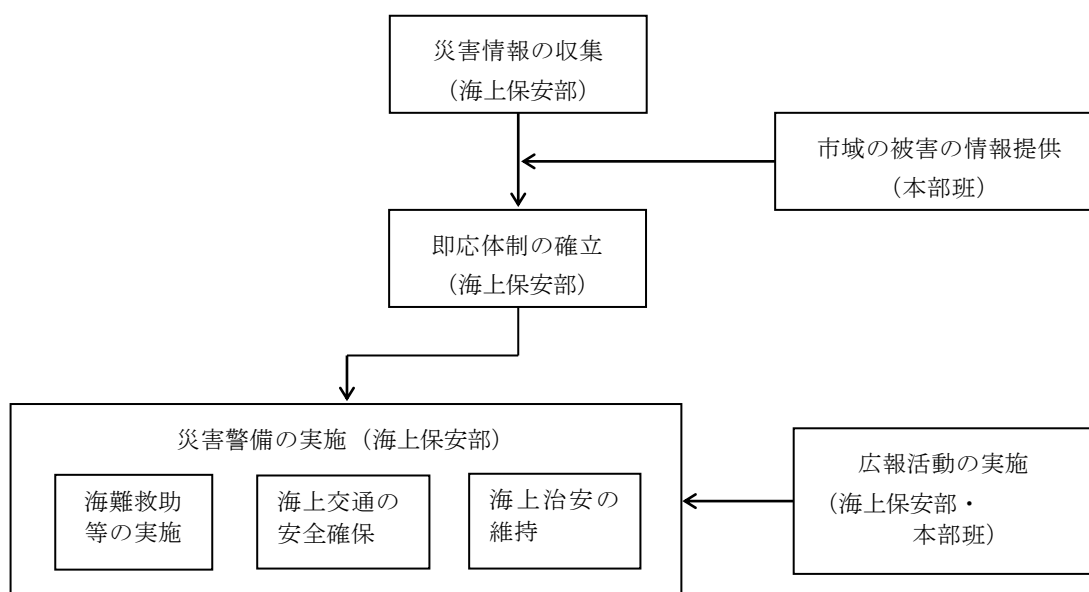 災害情報の収集
（海上保安部）
市域の被害の情報提供
（本部班）
即応体制の確立
（海上保安部）
災害警備の実施（海上保安部）
海難救助
等の実施
海上交通の
安全確保
海上治安の
維持
広報活動の実施
（海上保安部・
本部班）